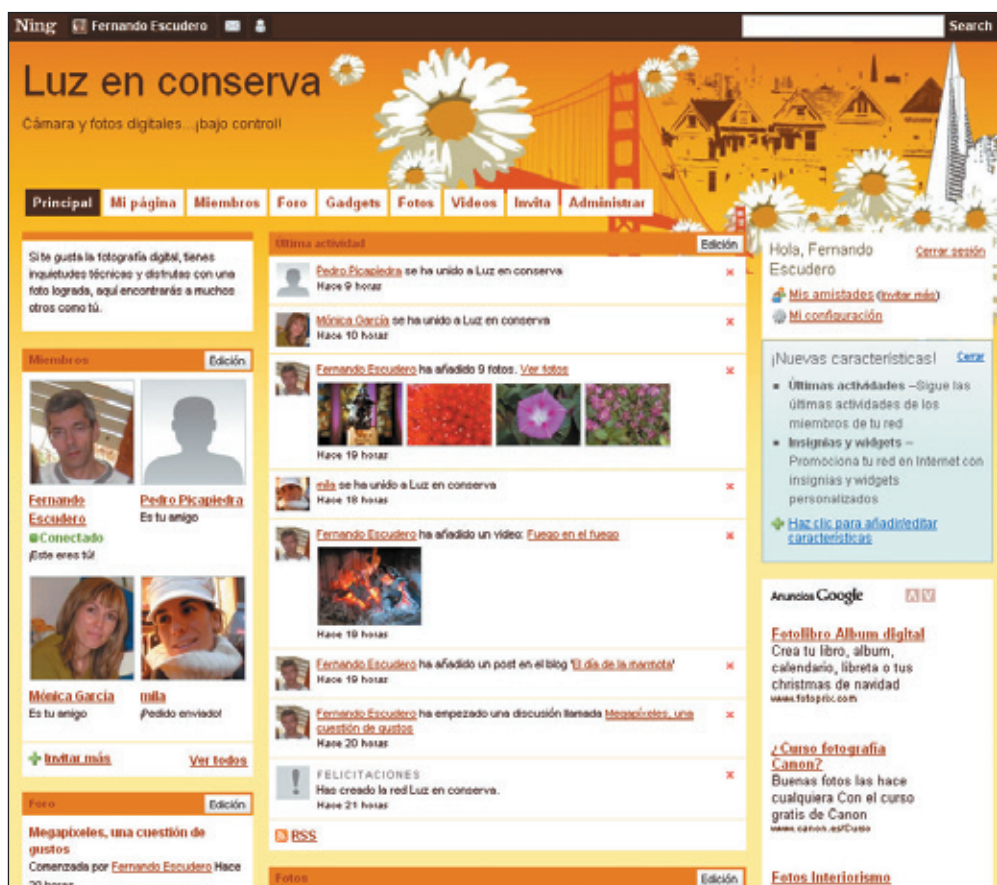 Ning Fernando Escudero Search
Luz en conserva
Cámara y fotos digitales...¡bajo control!
Principal Mi página Miembros Foro Gadgets Fotos Videos Invita Administrar
Si te gusta la fotografía digital, tienes
inquietudes técnicas y disfrutas con una
foto lograda, aquí encontrarás a muchos
otros como tú.
Miembros Edición
Fernando
Escudero
Conectado
¡Este eres tú!
Pedro Picapiedra
Es tu amigo
Mónica García
Es tu amigo
mila
¡Pedido enviado!
Invitar más Ver todos
Foro Edición
Megapíxeles, una cuestión de
gustos
Comenzada por Fernando Escudero Hace
20 horas
Última actividad Edición
Pedro Picapiedra se ha unido a Luz en conserva
Hace 9 horas
Mónica García se ha unido a Luz en conserva
Hace 10 horas
Fernando Escudero ha añadido 9 fotos. Ver fotos
Hace 19 horas
mila se ha unido a Luz en conserva
Hace 18 horas
Fernando Escudero ha añadido un video: Fuego en el fuego
Hace 19 horas
Fernando Escudero ha añadido un post en el blog 'El día de la marmota'
Hace 19 horas
Fernando Escudero ha empezado una discusión llamada Megapíxeles, una
cuestión de gustos
Hace 20 horas
FELICITACIONES
Has creado la red Luz en conserva.
Hace 21 horas
RSS
Fotos Edición
Hola, Fernando
Escudero
Cerrar sesión
Mis amistades (Invitar más)
Mi configuración
¡Nuevas características! Cerrar
Últimas actividades –Sigue las
últimas actividades de los
miembros de tu red
Insignias y widgets –
Promociona tu red en Internet con
insignias y widgets
personalizados
Haz clic para añadir/editar
características
Anuncios Google
Fotolibro Album digital
Crea tu libro, album,
calendario, libreta o tus
christmas de navidad
www.fotoprix.com
¿Curso fotografía
Canon?
Buenas fotos las hace
cualquiera Con el curso
gratis de Canon
www.canon.es/Curso
Fotos Interiorismo